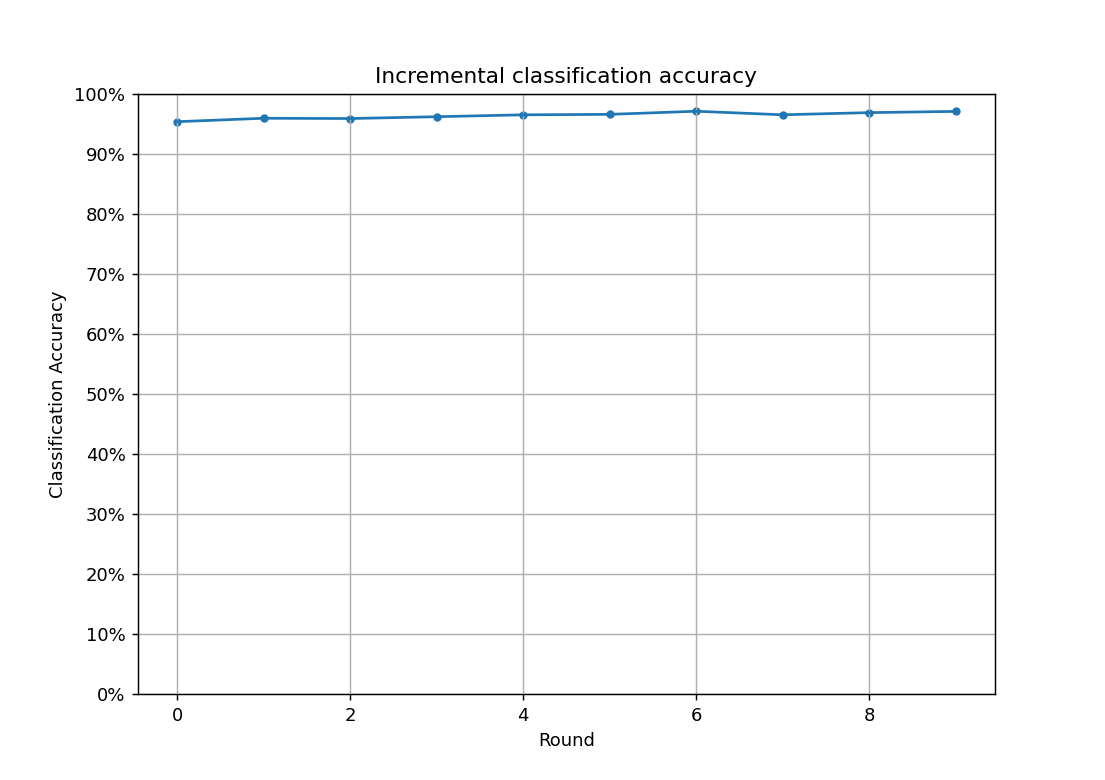 Incremental classification accuracy
100%
90%
80%
70%
60%
50%
40%
30%
20%
10%
0%
Classification Accuracy
0 2 4 6 8
Round